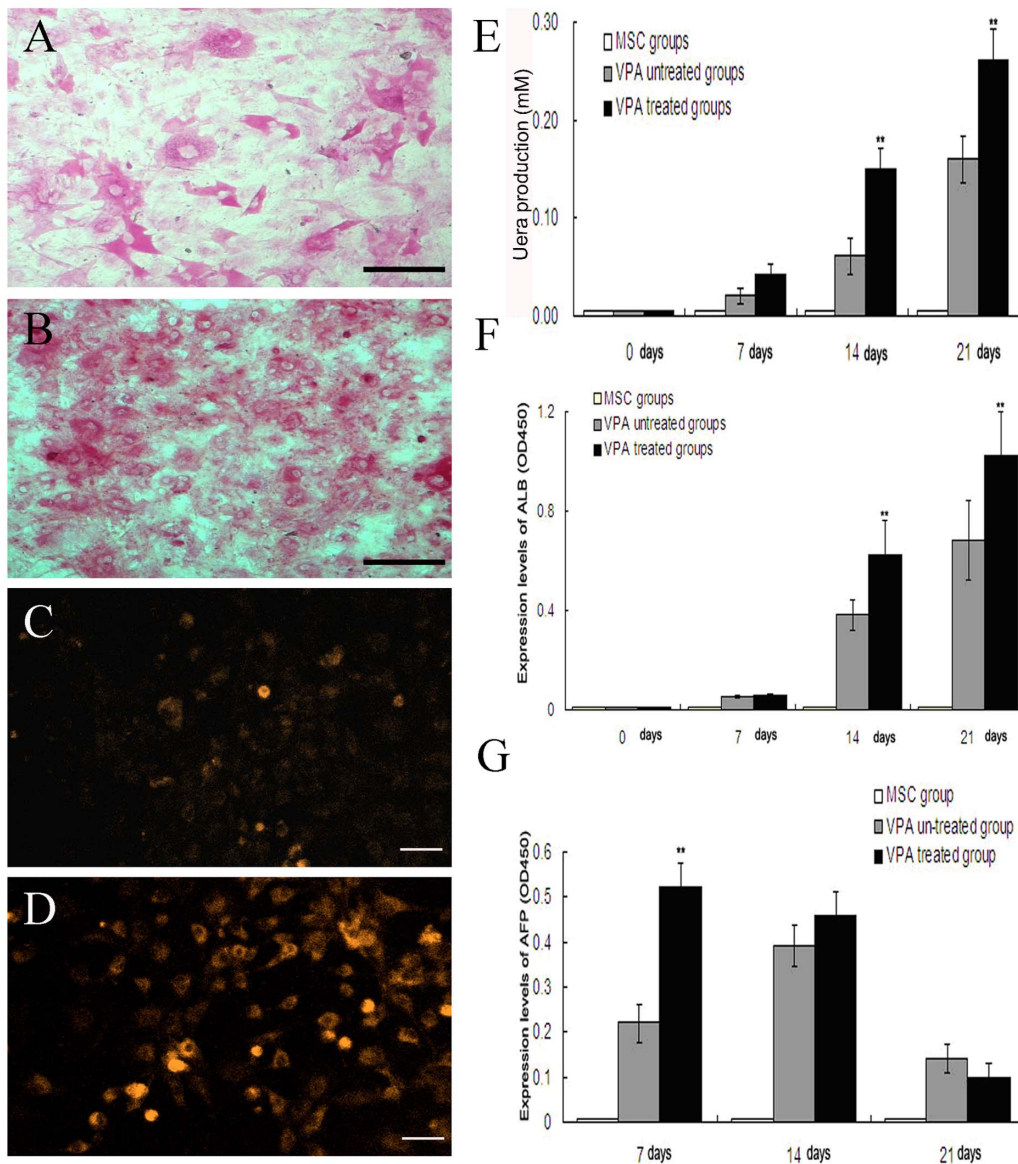 A
B
C
D
E
Uera production (mM)
0.30
0.20
0.10
0.00
MSC groups
VPA untreated groups
VPA treated groups
**
**
0 days
7 days
14 days
21 days
F
Expression levels of ALB (OD450)
1.2
0.8
0.4
0
MSC groups
VPA untreated groups
VPA treated groups
**
**
0 days
7 days
14 days
21 days
G
Expression levels of AFP (OD450)
0.6
0.5
0.4
0.3
0.2
0.1
0
MSC group
VPA un-treated group
VPA treated group
**
7 days
14 days
21 days